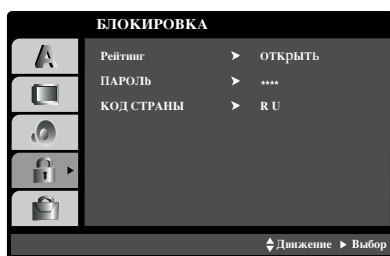 БЛОКИРОВКА
Рейтинг ➤ ОТКРЫТЬ
ПАРОЛЬ ➤ ****
КОД СТРАНЫ ➤ R U
Движение ▶ Выбор